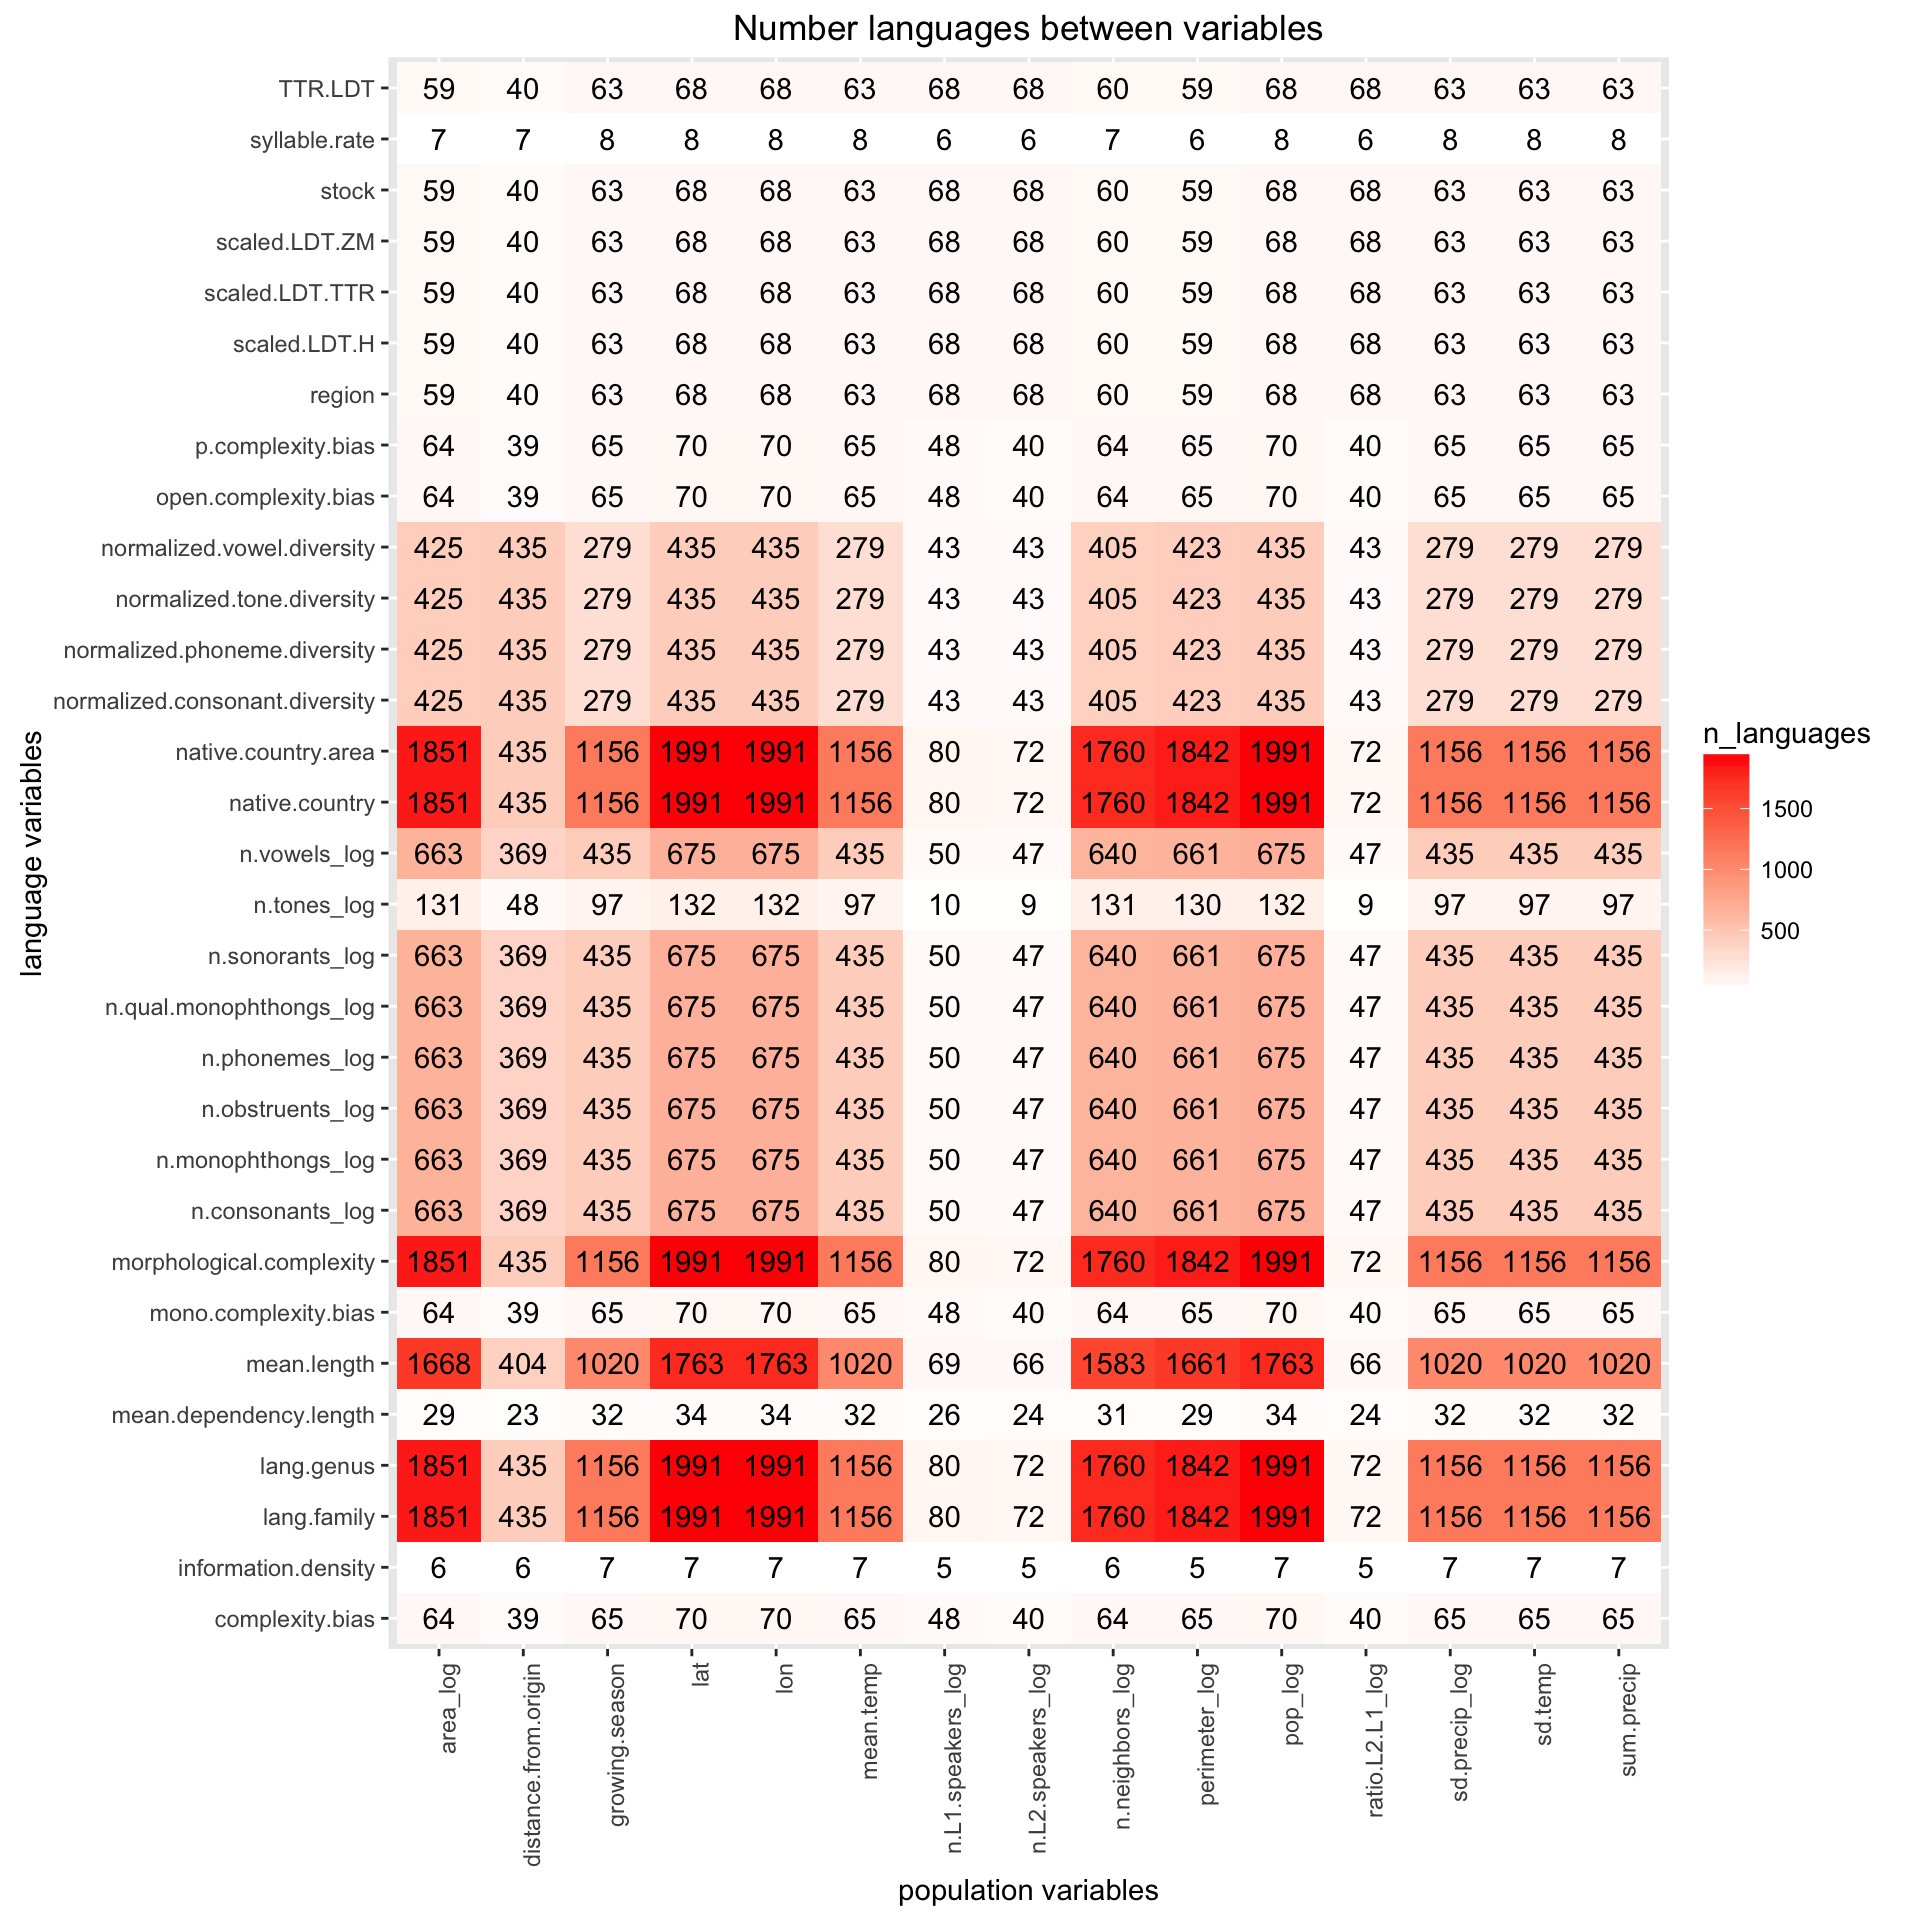 Number languages between variables
TTR.LDT 59 40 63 68 68 63 68 68 60 59 68 68 63 63 63
syllable.rate 7 7 8 8 8 8 6 6 7 6 8 6 8 8 8
stock 59 40 63 68 68 63 68 68 60 59 68 68 63 63 63
scaled.LDT.ZM 59 40 63 68 68 63 68 68 60 59 68 68 63 63 63
scaled.LDT.TTR 59 40 63 68 68 63 68 68 60 59 68 68 63 63 63
scaled.LDT.H 59 40 63 68 68 63 68 68 60 59 68 68 63 63 63
region 59 40 63 68 68 63 68 68 60 59 68 68 63 63 63
p.complexity.bias 64 39 65 70 70 65 48 40 64 65 70 40 65 65 65
open.complexity.bias 64 39 65 70 70 65 48 40 64 65 70 40 65 65 65
normalized.vowel.diversity 425 435 279 435 435 279 43 43 405 423 435 43 279 279 279
normalized.tone.diversity 425 435 279 435 435 279 43 43 405 423 435 43 279 279 279
normalized.phoneme.diversity 425 435 279 435 435 279 43 43 405 423 435 43 279 279 279
normalized.consonant.diversity 425 435 279 435 435 279 43 43 405 423 435 43 279 279 279
native.country.area 1851 435 1156 1991 1991 1156 80 72 1760 1842 1991 72 1156 1156 1156
native.country 1851 435 1156 1991 1991 1156 80 72 1760 1842 1991 72 1156 1156 1156
n.vowels_log 663 369 435 675 675 435 50 47 640 661 675 47 435 435 435
n.tones_log 131 48 97 132 132 97 10 9 131 130 132 9 97 97 97
n.sonorants_log 663 369 435 675 675 435 50 47 640 661 675 47 435 435 435
n.qual.monophthongs_log 663 369 435 675 675 435 50 47 640 661 675 47 435 435 435
n.phonemes_log 663 369 435 675 675 435 50 47 640 661 675 47 435 435 435
n.obstruents_log 663 369 435 675 675 435 50 47 640 661 675 47 435 435 435
n.monophthongs_log 663 369 435 675 675 435 50 47 640 661 675 47 435 435 435
n.consonants_log 663 369 435 675 675 435 50 47 640 661 675 47 435 435 435
morphological.complexity 1851 435 1156 1991 1991 1156 80 72 1760 1842 1991 72 1156 1156 1156
mono.complexity.bias 64 39 65 70 70 65 48 40 64 65 70 40 65 65 65
mean.length 1668 404 1020 1763 1763 1020 69 66 1583 1661 1763 66 1020 1020 1020
mean.dependency.length 29 23 32 34 34 32 26 24 31 29 34 24 32 32 32
lang.genus 1851 435 1156 1991 1991 1156 80 72 1760 1842 1991 72 1156 1156 1156
lang.family 1851 435 1156 1991 1991 1156 80 72 1760 1842 1991 72 1156 1156 1156
information.density 6 6 7 7 7 7 5 5 6 5 7 5 7 7 7
complexity.bias 64 39 65 70 70 65 48 40 64 65 70 40 65 65 65
area_log
distance.from.origin
growing.season
lat
lon
mean.temp
n.L1.speakers_log
n.L2.speakers_log
n.neighbors_log
perimeter_log
pop_log
ratio.L2.L1_log
sd.precip_log
sd.temp
sum.precip
population variables
language variables
n_languages
1500
1000
500